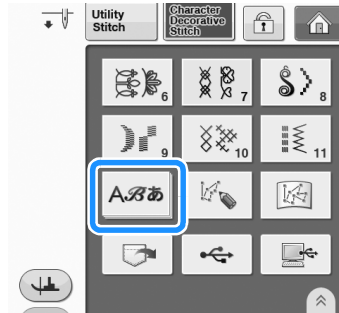 Utility
Stitch
Character
Decorative
Stitch
6
7
8
9
10
11
Aℬあ